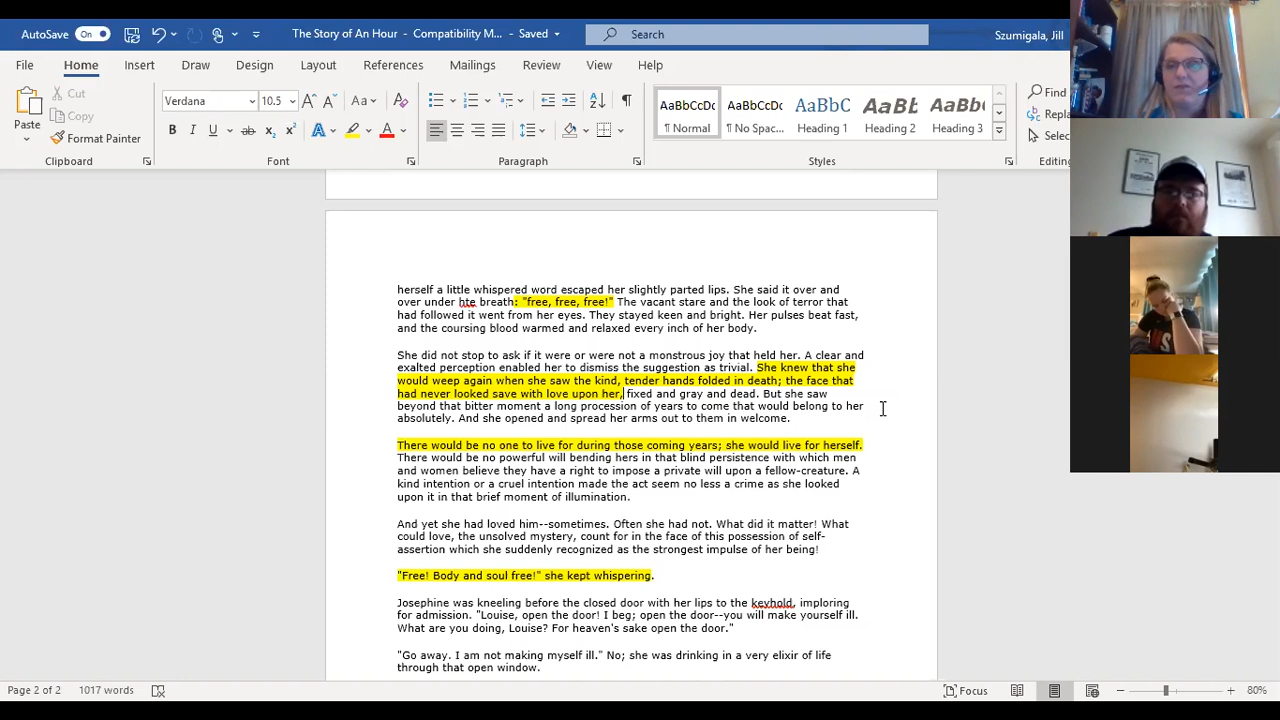 AutoSave On The Story of An Hour - Compatibility M... - Saved Search Szumigala, Jill
File Home Insert Draw Design Layout References Mailings Review View Help
Paste Cut Copy Format Painter
Verdana 10.5 Aa
B I U ab x2 x2 A A
AaBbCcDc AaBbCcDc AaBbC AaBb AaBbC
¶ Normal ¶ No Spac... Heading 1 Heading 2 Heading 3
Find
Repla
Selec
Clipboard Font Paragraph Styles Editing
herself a little whispered word escaped her slightly parted lips. She said it over and
over under hte breath: "free, free, free!" The vacant stare and the look of terror that
had followed it went from her eyes. They stayed keen and bright. Her pulses beat fast,
and the coursing blood warmed and relaxed every inch of her body.
She did not stop to ask if it were or were not a monstrous joy that held her. A clear and
exalted perception enabled her to dismiss the suggestion as trivial. She knew that she
would weep again when she saw the kind, tender hands folded in death; the face that
had never looked save with love upon her, fixed and gray and dead. But she saw
beyond that bitter moment a long procession of years to come that would belong to her
absolutely. And she opened and spread her arms out to them in welcome.
There would be no one to live for during those coming years; she would live for herself.
There would be no powerful will bending hers in that blind persistence with which men
and women believe they have a right to impose a private will upon a fellow-creature. A
kind intention or a cruel intention made the act seem no less a crime as she looked
upon it in that brief moment of illumination.
And yet she had loved him--sometimes. Often she had not. What did it matter! What
could love, the unsolved mystery, count for in the face of this possession of self-
assertion which she suddenly recognized as the strongest impulse of her being!
"Free! Body and soul free!" she kept whispering.
Josephine was kneeling before the closed door with her lips to the keyhold, imploring
for admission. "Louise, open the door! I beg; open the door--you will make yourself ill.
What are you doing, Louise? For heaven's sake open the door."
"Go away. I am not making myself ill." No; she was drinking in a very elixir of life
through that open window.
Page 2 of 2 1017 words Focus 80%